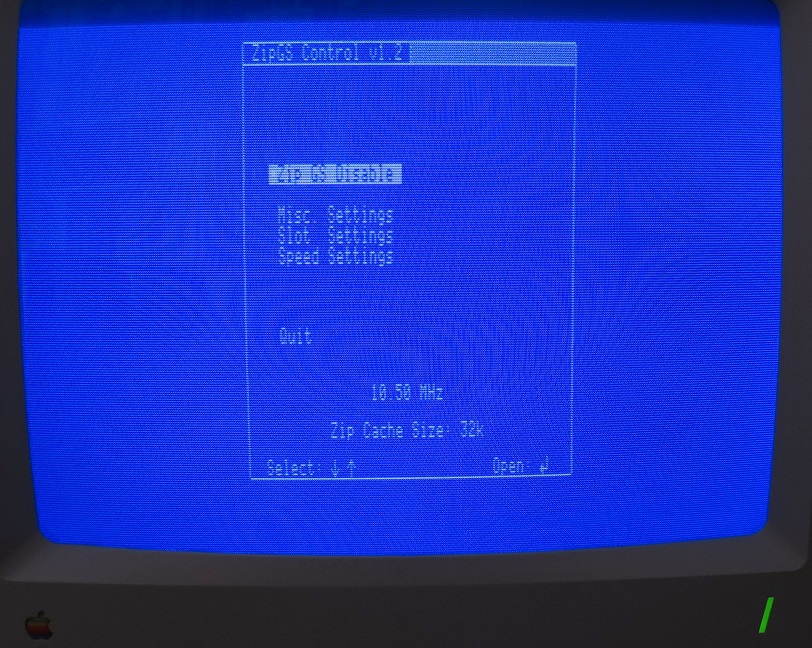 ZipGS Control v1.2
Zip GS Disable
Misc. Settings
Slot Settings
Speed Settings
Quit
10.50 MHz
Zip Cache Size: 32k
Select: ↓ ↑ Open: ↵